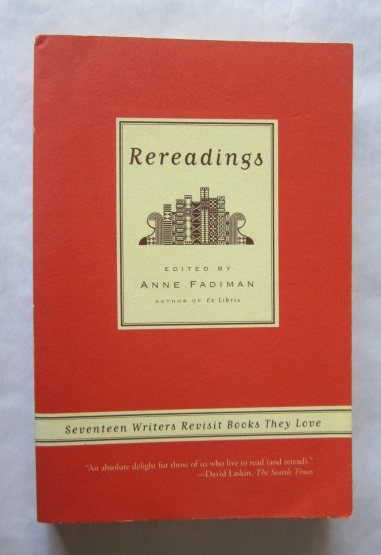 Rereadings
EDITED BY
ANNE FADIMAN
AUTHOR OF Ex Libris
Seventeen Writers Revisit Books They Love
"An absolute delight for those of us who live to read (and reread)."
—David Laskin, The Seattle Times